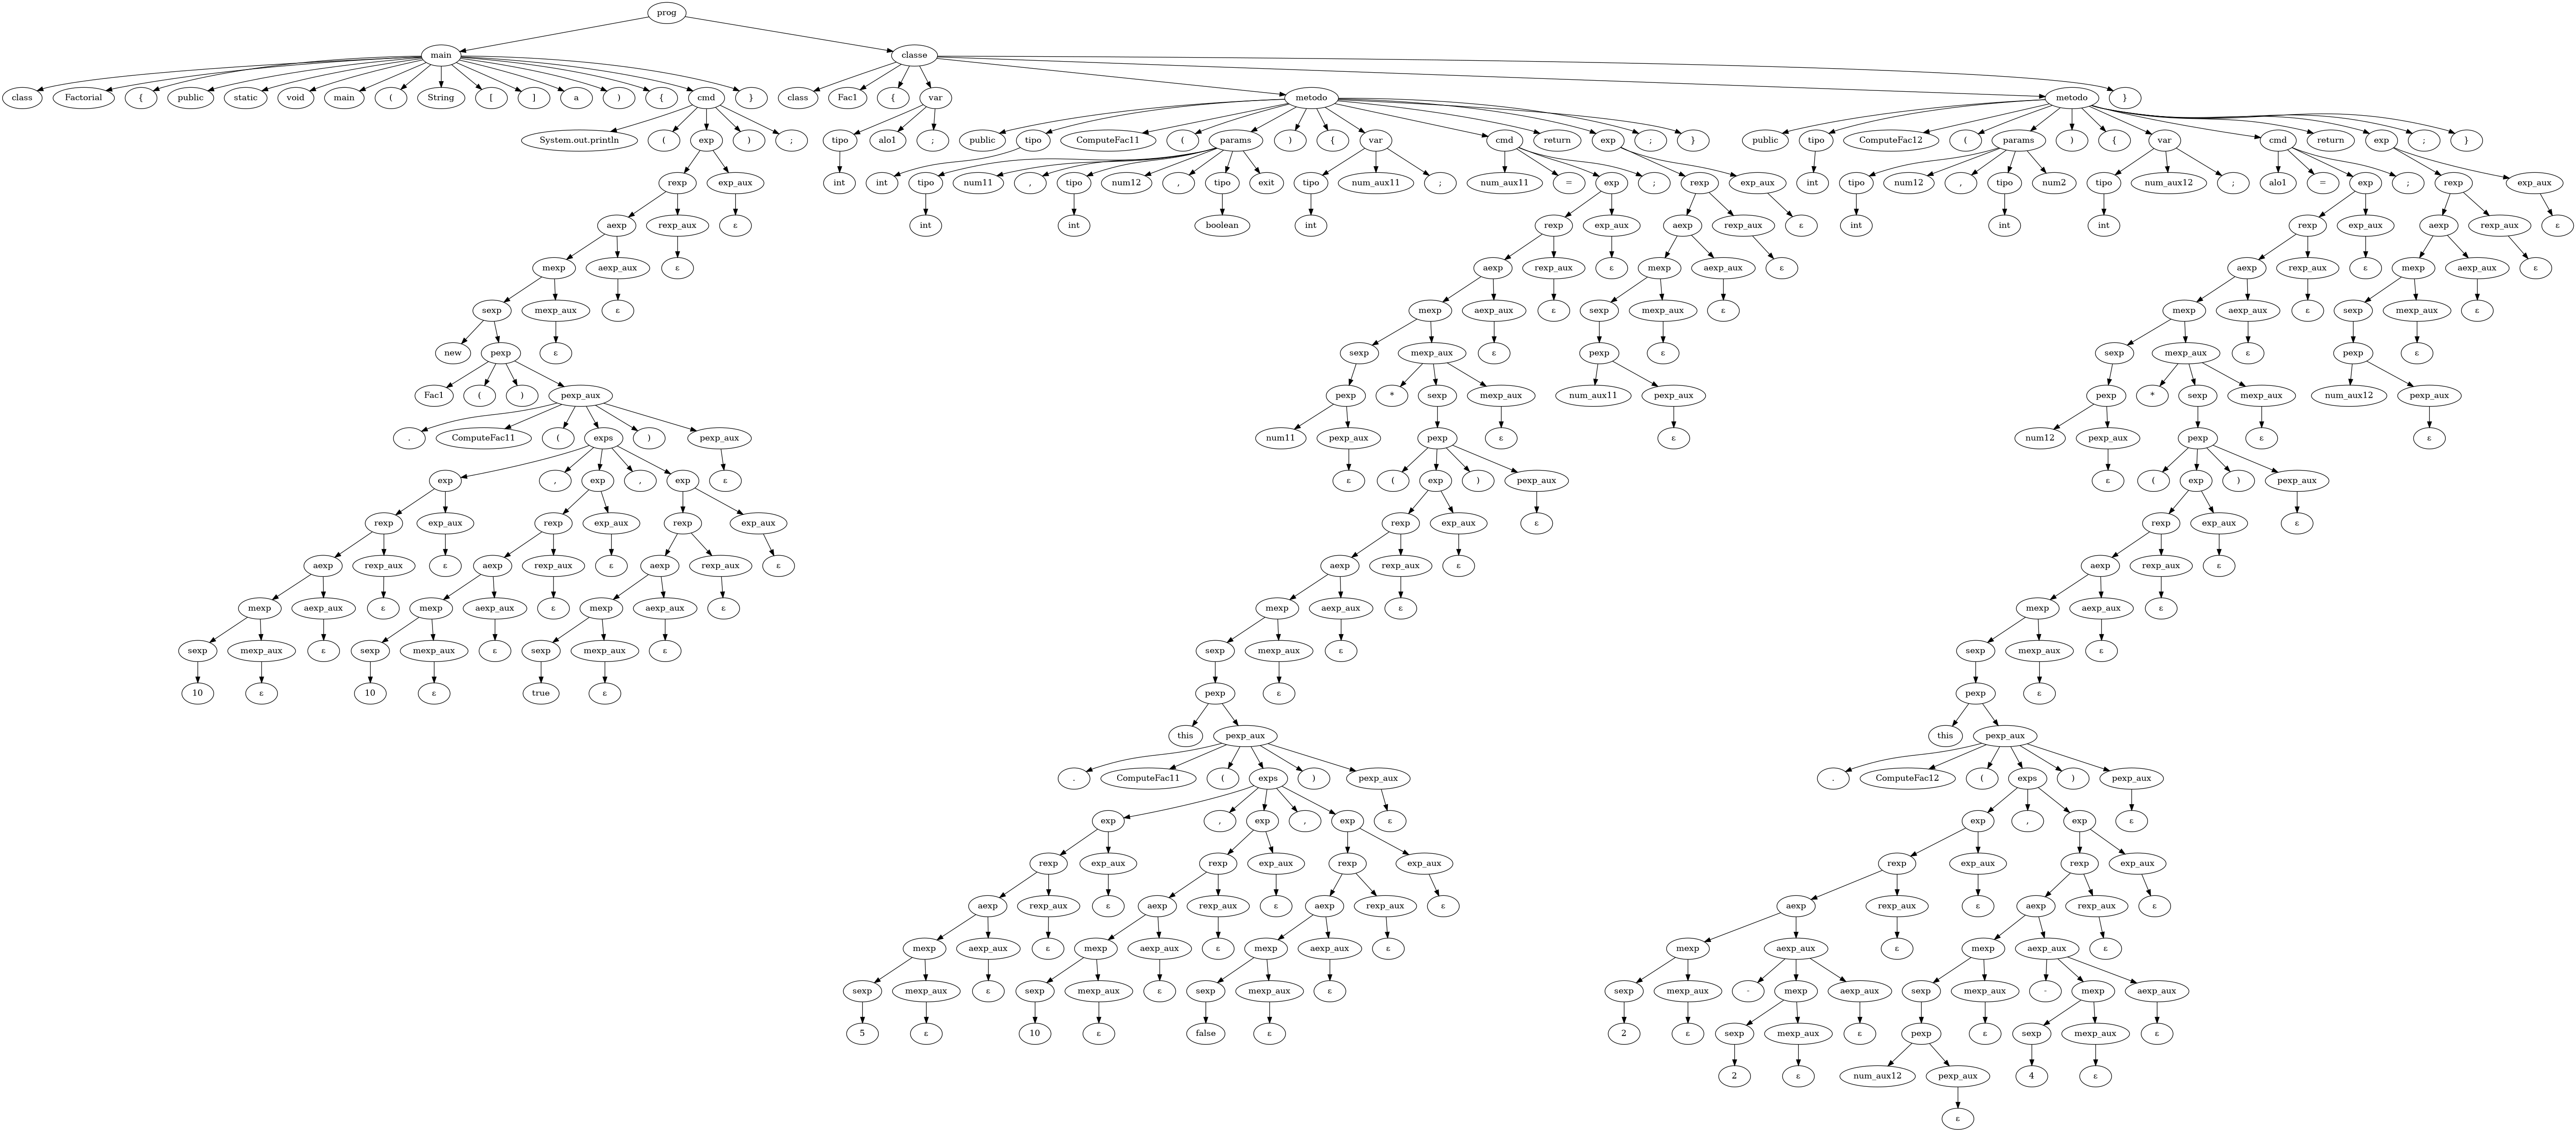 prog
main classe
class Factorial { public static void main ( String [ ] a ) { cmd } class Fac1 { var metodo metodo }
System.out.println ( exp ) ; tipo alo1 ; public tipo ComputeFac11 ( params ) { var cmd return exp ; } public tipo ComputeFac12 ( params ) { var cmd return exp ; }
rexp exp_aux int int tipo num11 , tipo num12 , tipo exit tipo num_aux11 ; num_aux11 = exp ; rexp exp_aux int tipo num12 , tipo num2 tipo num_aux12 ; alo1 = exp ; rexp exp_aux
aexp rexp_aux ε int int boolean int rexp exp_aux aexp rexp_aux ε int int int rexp exp_aux aexp rexp_aux ε
mexp aexp_aux ε aexp rexp_aux ε mexp aexp_aux ε aexp rexp_aux ε mexp aexp_aux ε
sexp mexp_aux ε mexp aexp_aux ε sexp mexp_aux ε mexp aexp_aux ε sexp mexp_aux ε
new pexp ε sexp mexp_aux ε pexp ε sexp mexp_aux ε pexp ε
Fac1 ( ) pexp_aux pexp * sexp mexp_aux num_aux11 pexp_aux pexp * sexp mexp_aux num_aux12 pexp_aux
. ComputeFac11 ( exps ) pexp_aux num11 pexp_aux pexp ε ε num12 pexp_aux pexp ε ε
exp , exp , exp ε ε ( exp ) pexp_aux ε ( exp ) pexp_aux
rexp exp_aux rexp exp_aux rexp exp_aux rexp exp_aux ε rexp exp_aux ε
aexp rexp_aux ε aexp rexp_aux ε aexp rexp_aux ε aexp rexp_aux ε aexp rexp_aux ε
mexp aexp_aux ε mexp aexp_aux ε mexp aexp_aux ε mexp aexp_aux ε mexp aexp_aux ε
sexp mexp_aux ε sexp mexp_aux ε sexp mexp_aux ε sexp mexp_aux ε sexp mexp_aux ε
10 ε 10 ε true ε pexp ε pexp ε
this pexp_aux this pexp_aux
. ComputeFac11 ( exps ) pexp_aux . ComputeFac12 ( exps ) pexp_aux
exp , exp , exp ε exp , exp ε
rexp exp_aux rexp exp_aux rexp exp_aux rexp exp_aux rexp exp_aux
aexp rexp_aux ε aexp rexp_aux ε aexp rexp_aux ε aexp rexp_aux ε aexp rexp_aux ε
mexp aexp_aux ε mexp aexp_aux ε mexp aexp_aux ε mexp aexp_aux ε mexp aexp_aux ε
sexp mexp_aux ε sexp mexp_aux ε sexp mexp_aux ε sexp mexp_aux - mexp aexp_aux sexp mexp_aux - mexp aexp_aux
5 ε 10 ε false ε 2 ε sexp mexp_aux ε pexp ε sexp mexp_aux ε
2 ε num_aux12 pexp_aux 4 ε
ε